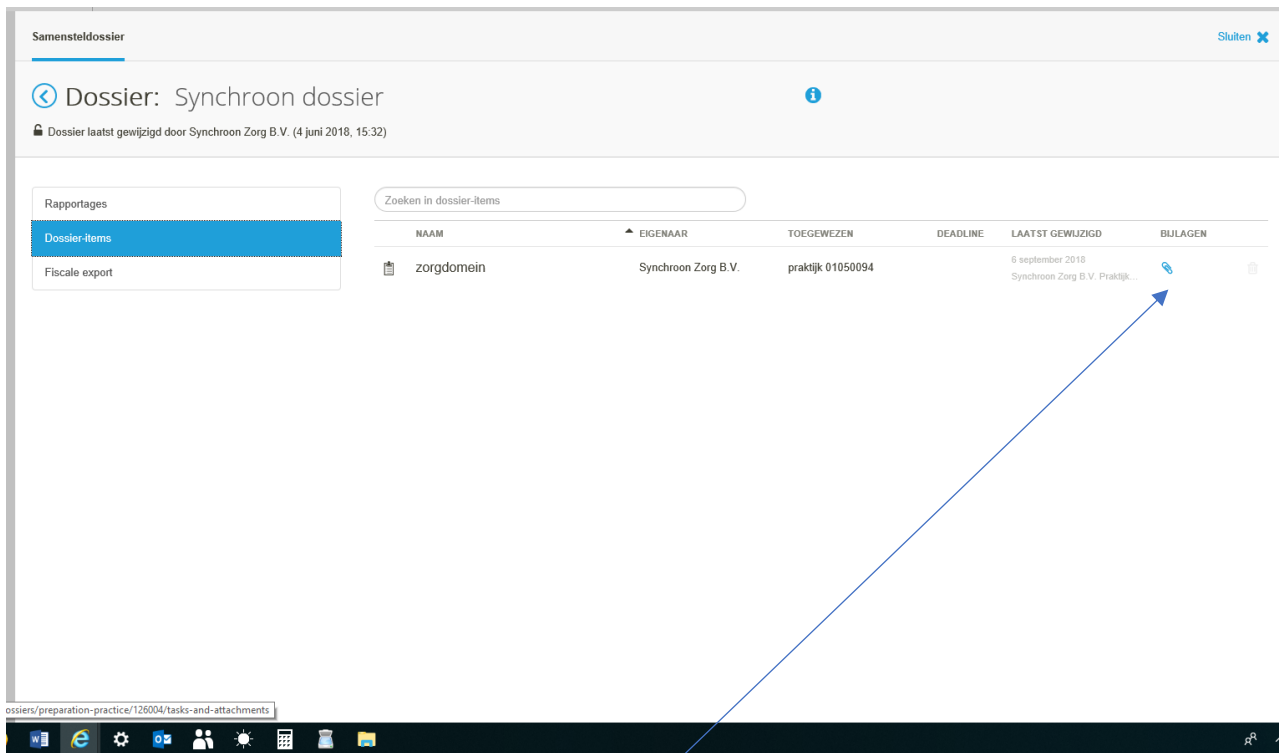 Samensteldossier
Sluiten
Dossier: Synchroon dossier
Dossier laatst gewijzigd door Synchroon Zorg B.V. (4 juni 2018, 15:32)
Rapportages
Dossier-items
Fiscale export
Zoeken in dossier-items
NAAM EIGENAAR TOEGEWEZEN DEADLINE LAATST GEWIJZIGD BIJLAGEN
zorgdomein Synchroon Zorg B.V. praktijk 01050094 6 september 2018
Synchroon Zorg B.V. Praktijk...
ossiers/preparation-practice/126004/tasks-and-attachments